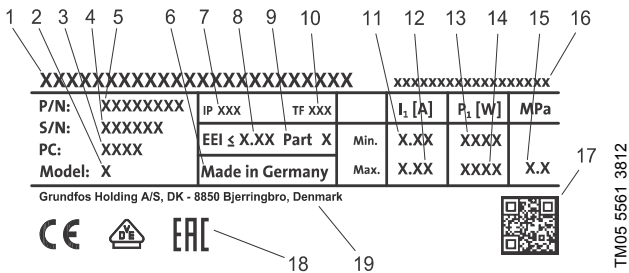 1 2 3 4 5 6 7 8 9 10 11 12 13 14 15 16
XXXXXXXXXXXXXXXXXXXXXXXX XXXXXXXXXXXXXXXXXX
P/N: XXXXXXXX IP XXX TF XXX I₁ [A] P₁ [W] MPa
S/N: XXXXXX EEI ≤ X.XX Part X Min. X.XX XXXX
PC: XXXX
Model: X Made in Germany Max. X.XX XXXX X.X
17
Grundfos Holding A/S, DK - 8850 Bjerringbro, Denmark
CE VDE EAC
18 19
TM05 5561 3812